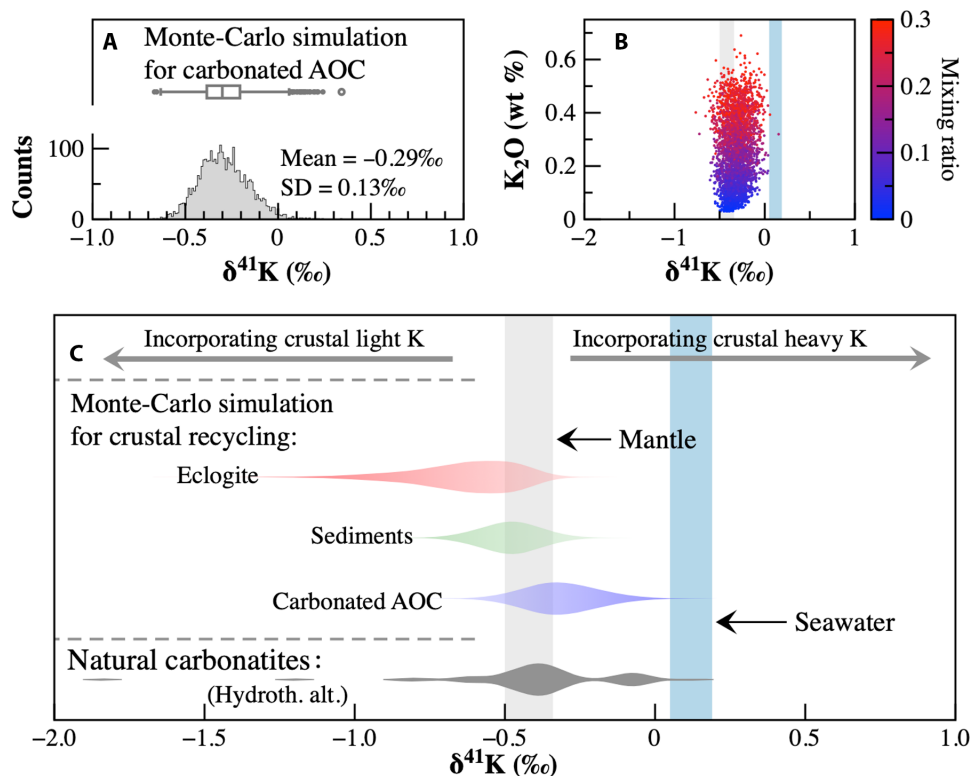 A
Monte-Carlo simulation
for carbonated AOC
100
0
Counts
Mean = −0.29‰
SD = 0.13‰
−1.0 −0.5 0 0.5 1.0
δ⁴¹K (‰)
B
0.6
0.4
0.2
0
K₂O (wt %)
−2 −1 0 1 2
δ⁴¹K (‰)
0.3
0.2
0.1
0
Mixing ratio
C
Incorporating crustal light K
Incorporating crustal heavy K
Monte-Carlo simulation
for crustal recycling:
Mantle
Eclogite
Sediments
Carbonated AOC
Seawater
Natural carbonatites:
(Hydroth. alt.)
−2.0 −1.5 −1.0 −0.5 0 0.5 1.0
δ⁴¹K (‰)